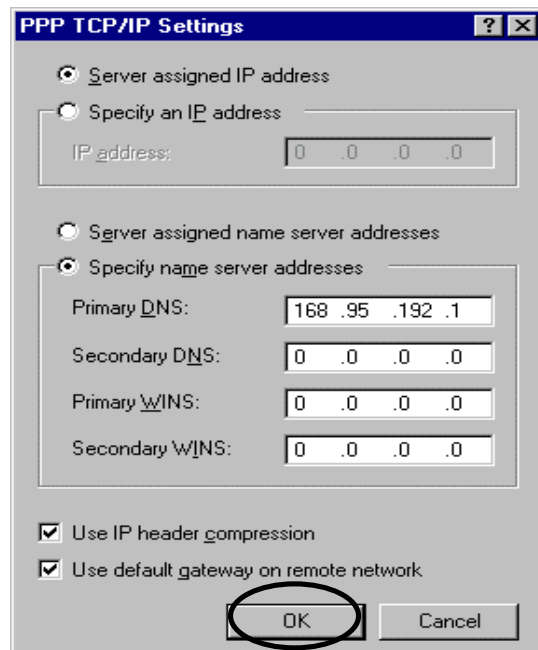 PPP TCP/IP Settings
Server assigned IP address
Specify an IP address
IP address: 0 .0 .0 .0
Server assigned name server addresses
Specify name server addresses
Primary DNS: 168 .95 .192 .1
Secondary DNS: 0 .0 .0 .0
Primary WINS: 0 .0 .0 .0
Secondary WINS: 0 .0 .0 .0
Use IP header compression
Use default gateway on remote network
OK Cancel